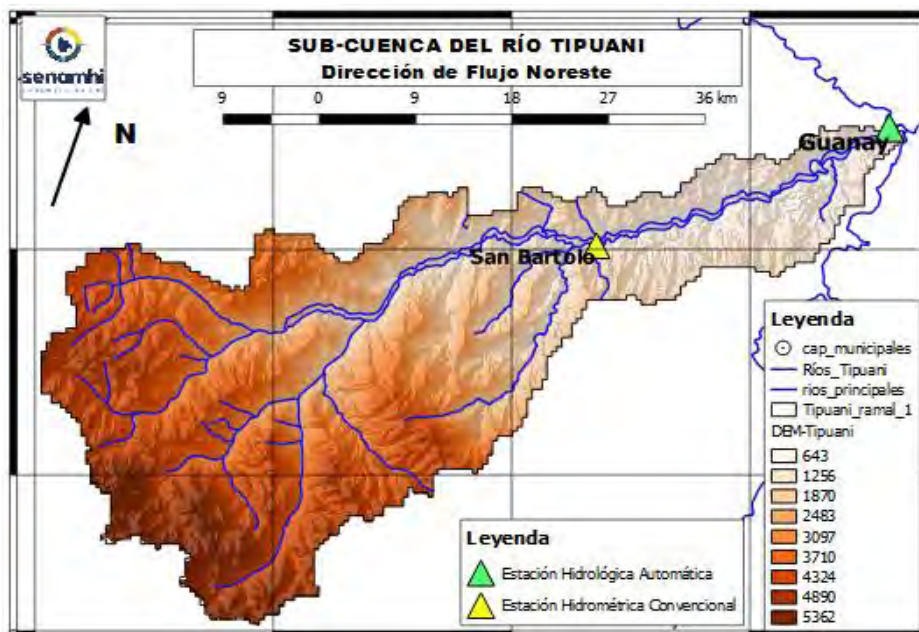 SUB-CUENCA DEL RÍO TIPUANI
Dirección de Flujo Noreste
senamhi
9 0 9 18 27 36 km
N
Guanay
San Bartolo
Leyenda
cap_municipales
Ríos_Tipuani
rios_principales
Tipuani_ramal_1
DEM-Tipuani
643
1256
1870
2483
3097
3710
4324
4890
5362
Leyenda
Estación Hidrológica Automática
Estación Hidrométrica Convencional